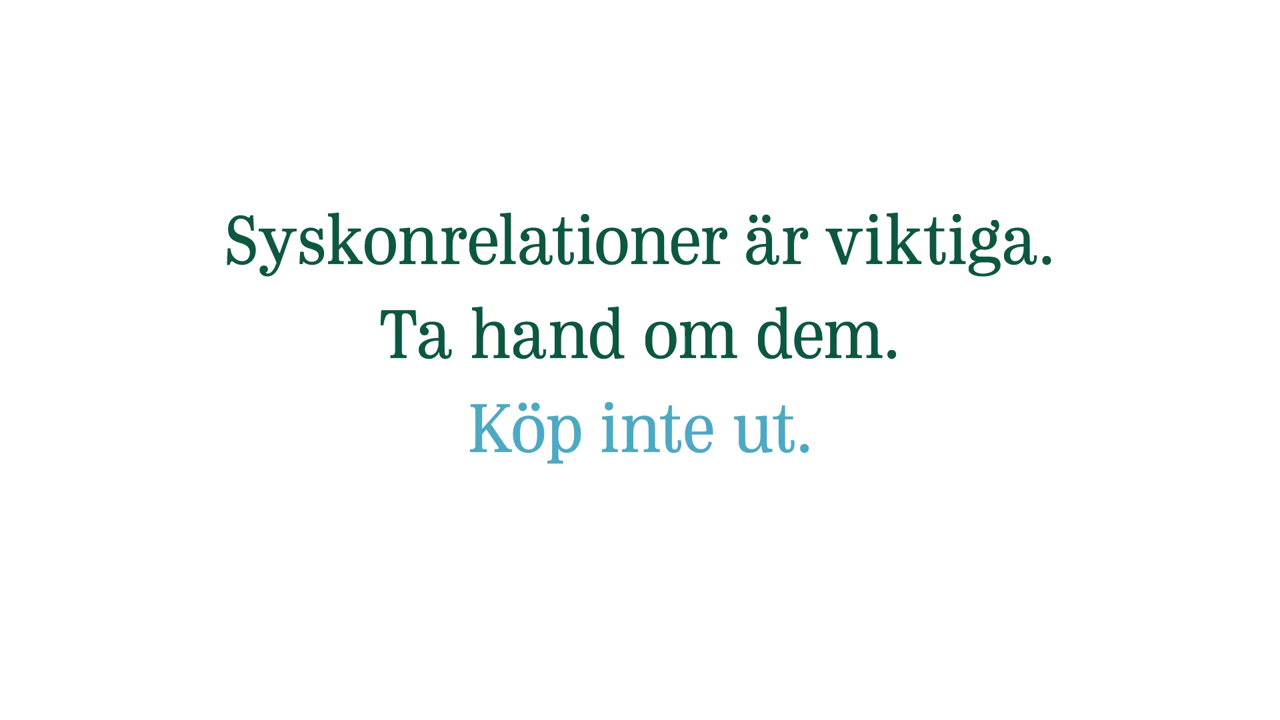 Syskonrelationer är viktiga.
Ta hand om dem.
Köp inte ut.